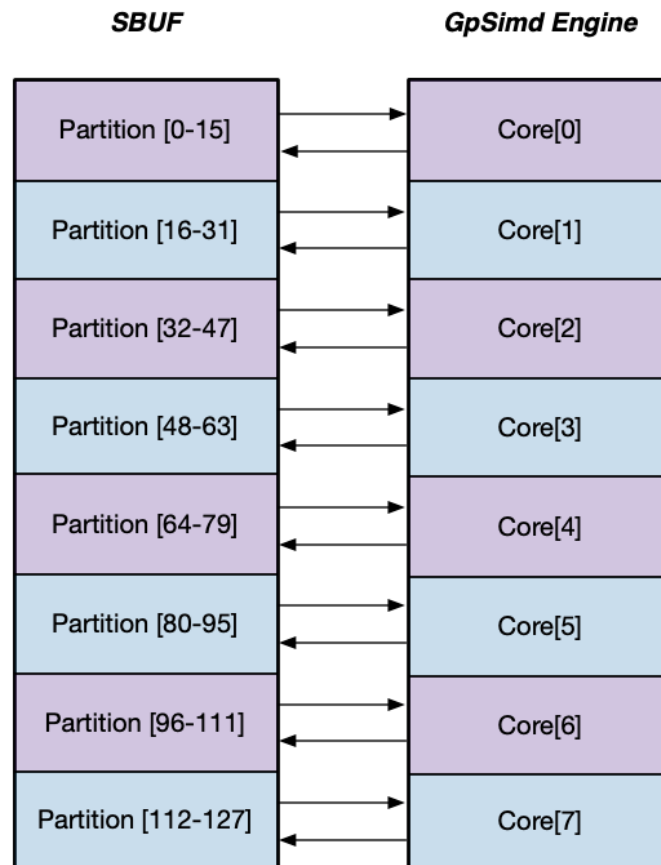 SBUF GpSimd Engine
Partition [0-15] Core[0]
Partition [16-31] Core[1]
Partition [32-47] Core[2]
Partition [48-63] Core[3]
Partition [64-79] Core[4]
Partition [80-95] Core[5]
Partition [96-111] Core[6]
Partition [112-127] Core[7]